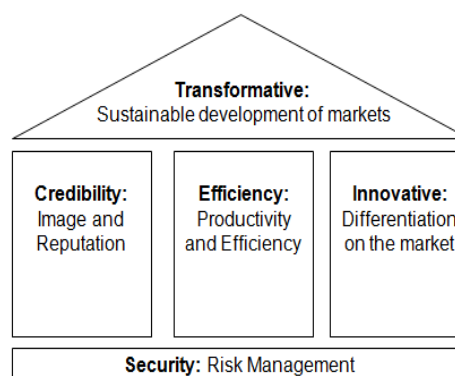 Transformative:
Sustainable development of markets
Credibility:
Image and
Reputation
Efficiency:
Productivity
and Efficiency
Innovative:
Differentiation
on the market
Security: Risk Management